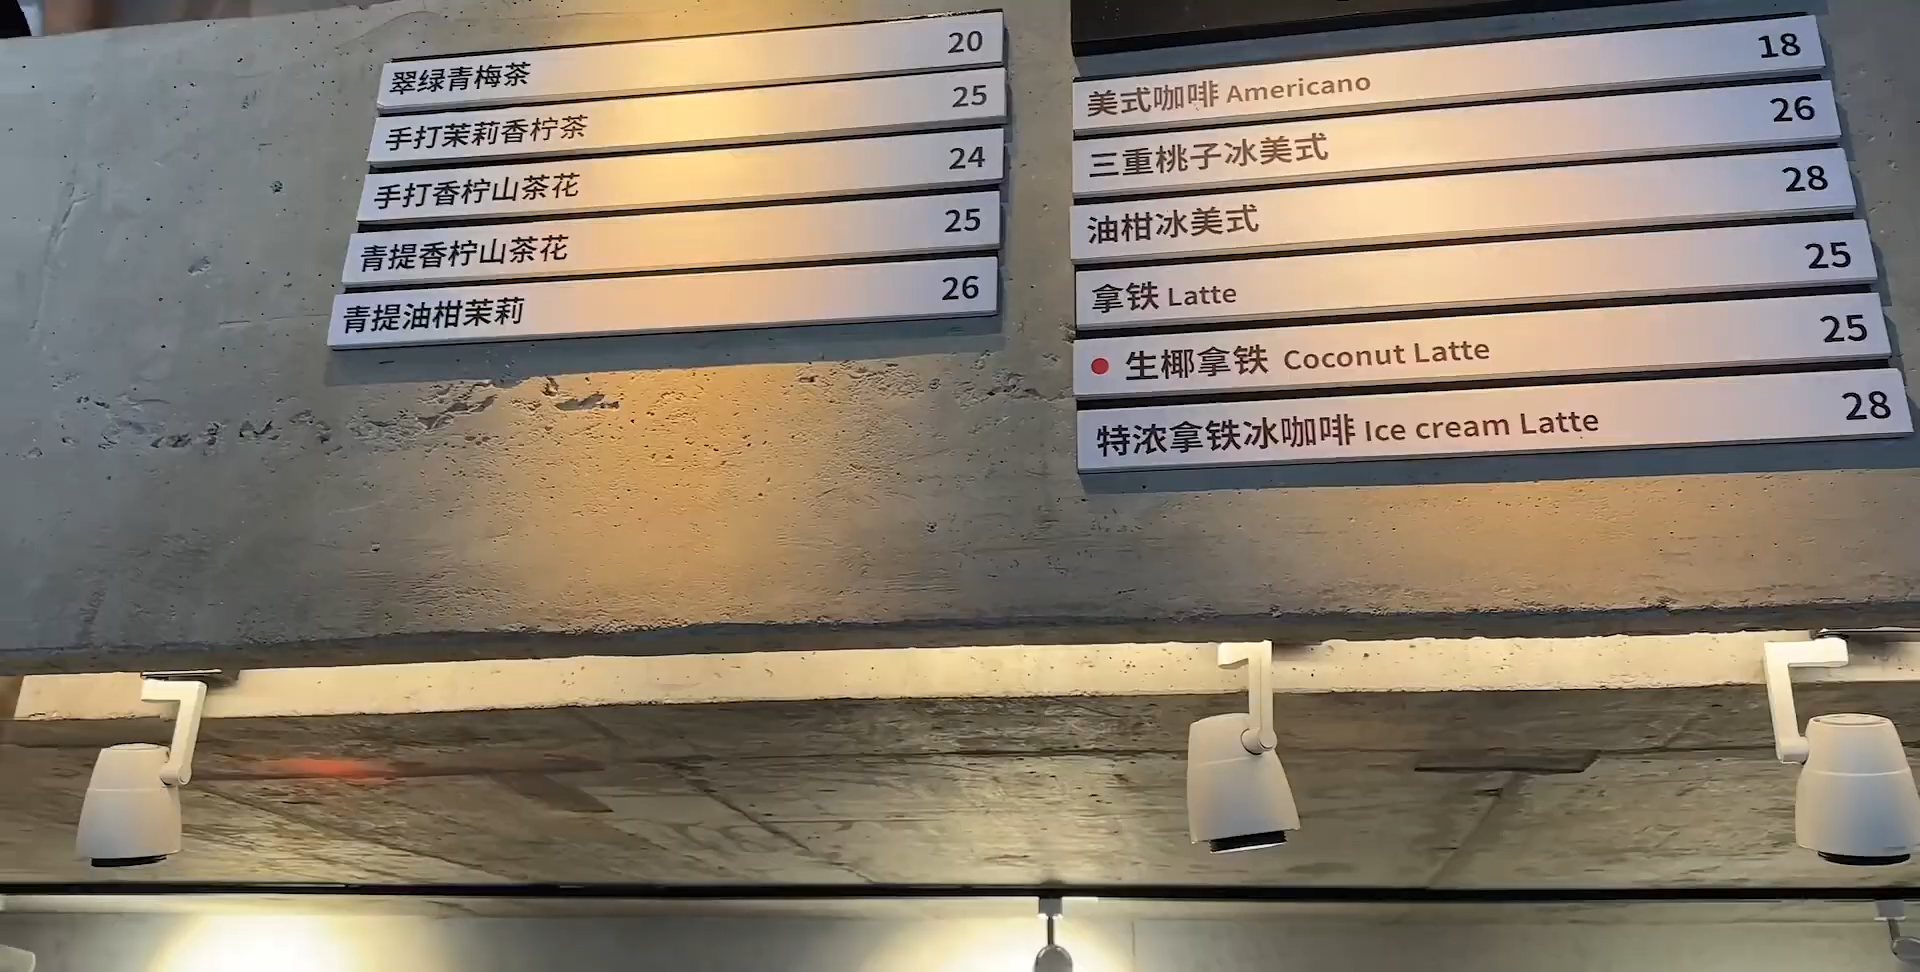 翠绿青梅茶 20
手打茉莉香柠茶 25
手打香柠山茶花 24
青提香柠山茶花 25
青提油柑茉莉 26
美式咖啡 Americano 18
三重桃子冰美式 26
油柑冰美式 28
拿铁 Latte 25
生椰拿铁 Coconut Latte 25
特浓拿铁冰咖啡 Ice cream Latte 28